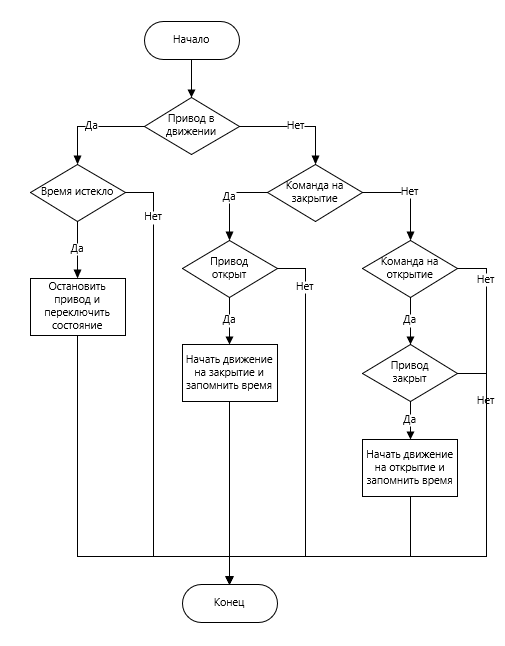 Начало
Привод в
движении
Да
Нет
Время истекло
Команда на
закрытие
Да
Нет
Нет
Да
Привод
открыт
Команда на
открытие
Нет
Нет
Остановить
привод и
переключить
состояние
Да
Да
Начать движение
на закрытие и
запомнить время
Привод
закрыт
Нет
Да
Начать движение
на открытие и
запомнить время
Конец